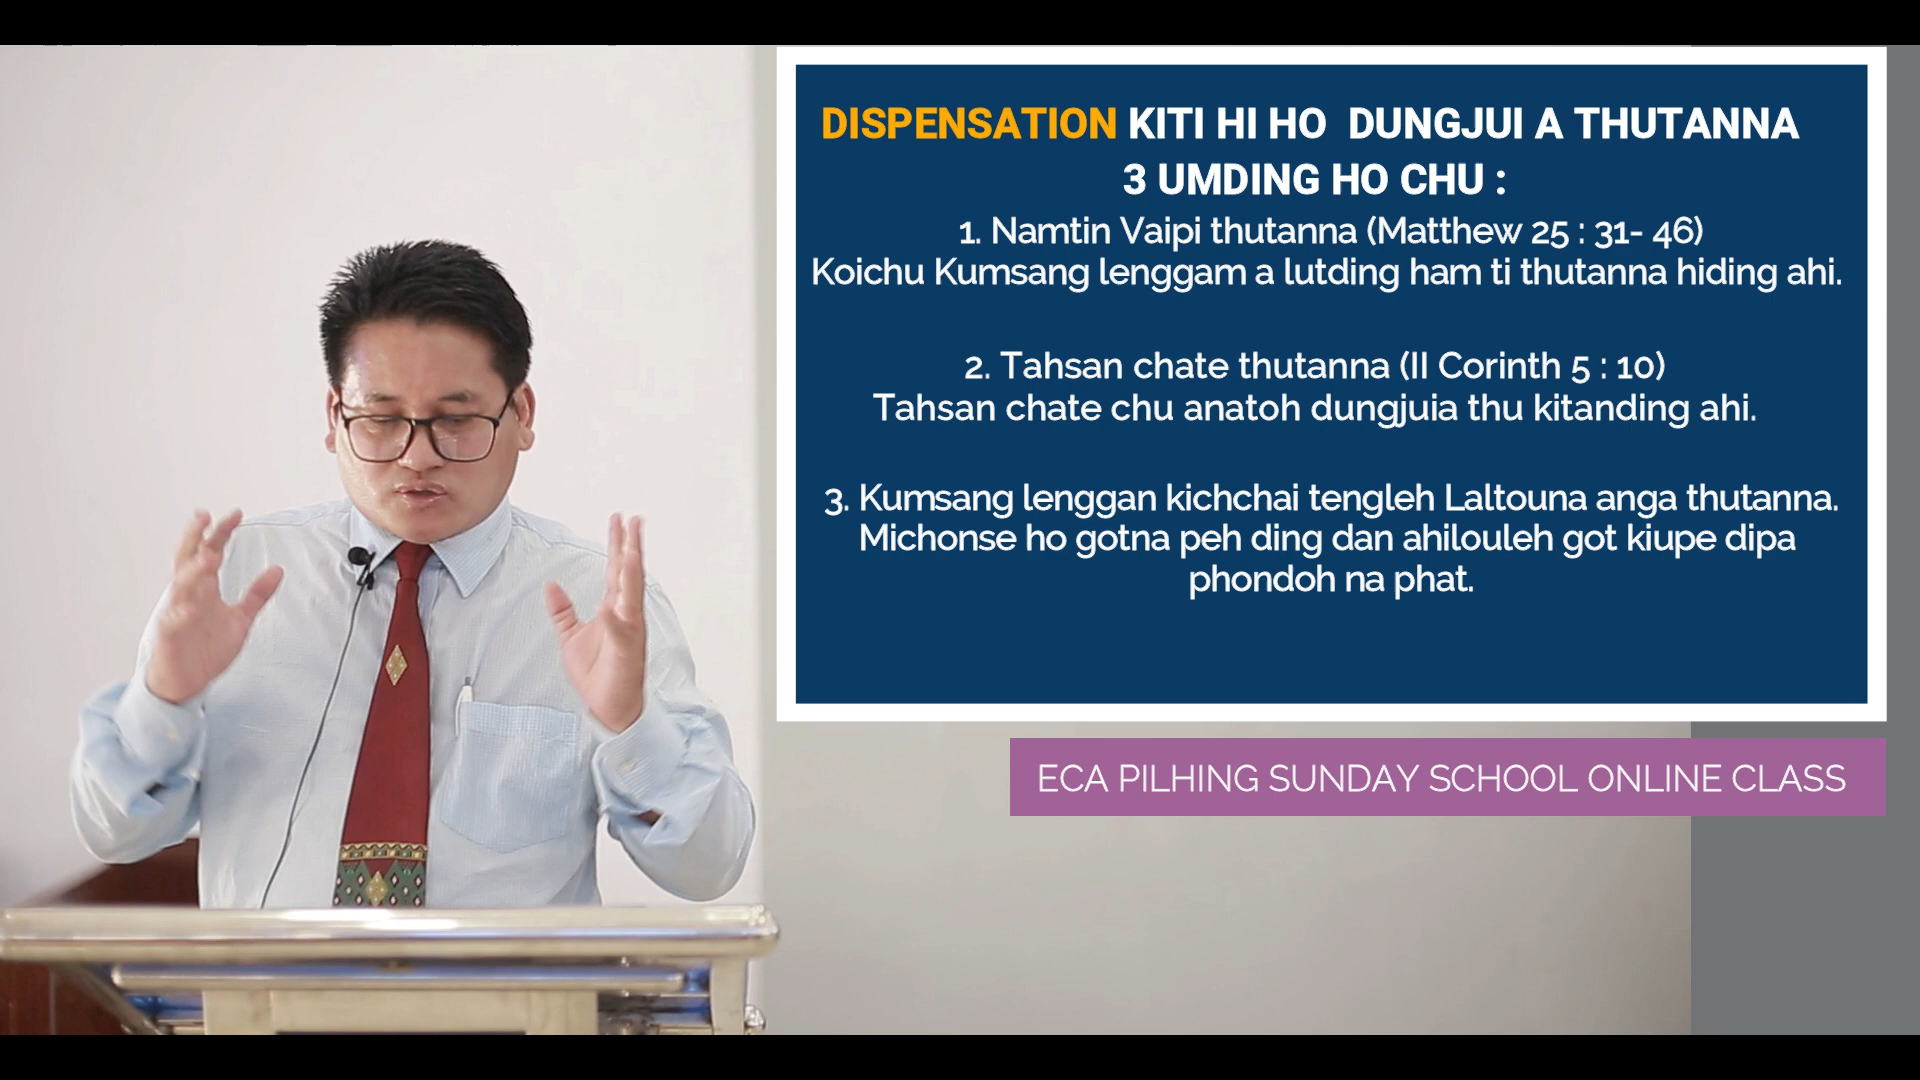 DISPENSATION KITI HI HO DUNGJUI A THUTANNA
3 UMDING HO CHU :
1. Namtin Vaipi thutanna (Matthew 25 : 31- 46)
Koichu Kumsang lenggam a lutding ham ti thutanna hiding ahi.
2. Tahsan chate thutanna (II Corinth 5 : 10)
Tahsan chate chu anatoh dungjuia thu kitanding ahi.
3. Kumsang lenggan kichchai tengleh Laltouna anga thutanna.
Michonse ho gotna peh ding dan ahilouleh got kiupe dipa
phondoh na phat.
ECA PILHING SUNDAY SCHOOL ONLINE CLASS